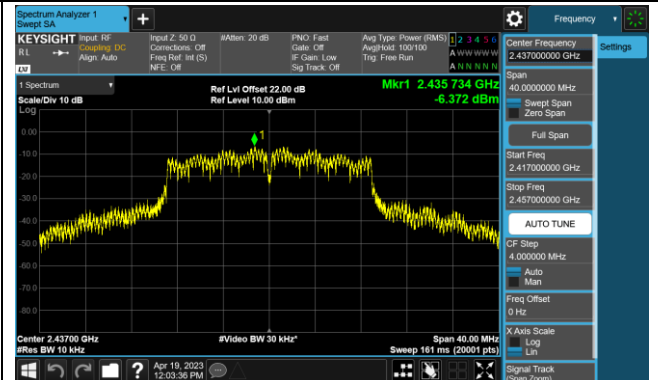 Spectrum Analyzer 1
Swept SA
+
Frequency
KEYSIGHT
RL
LXI
Input: RF
Coupling: DC
Align: Auto
Input Z: 50 Ω
Corrections: Off
Freq Ref: Int (S)
NFE: Off
#Atten: 20 dB
PNO: Fast
Gate: Off
IF Gain: Low
Sig Track: Off
Avg Type: Power (RMS)
Avg|Hold: 100/100
Trig: Free Run
1 2 3 4 5 6
A W W W W W
A N N N N N
1 Spectrum
Scale/Div 10 dB
Log
Ref Lvl Offset 22.00 dB
Ref Level 10.00 dBm
Mkr1 2.435 734 GHz
-6.372 dBm
1
0.00
-10.0
-20.0
-30.0
-40.0
-50.0
-60.0
-70.0
-80.0
Center 2.43700 GHz
#Res BW 10 kHz
#Video BW 30 kHz*
Span 40.00 MHz
Sweep 161 ms (20001 pts)
Apr 19, 2023
12:03:36 PM
?
Center Frequency
2.437000000 GHz
Span
40.0000000 MHz
Swept Span
Zero Span
Full Span
Start Freq
2.417000000 GHz
Stop Freq
2.457000000 GHz
AUTO TUNE
CF Step
4.000000 MHz
Auto
Man
Freq Offset
0 Hz
X Axis Scale
Log
Lin
Signal Track
(Span Zoom)
Settings